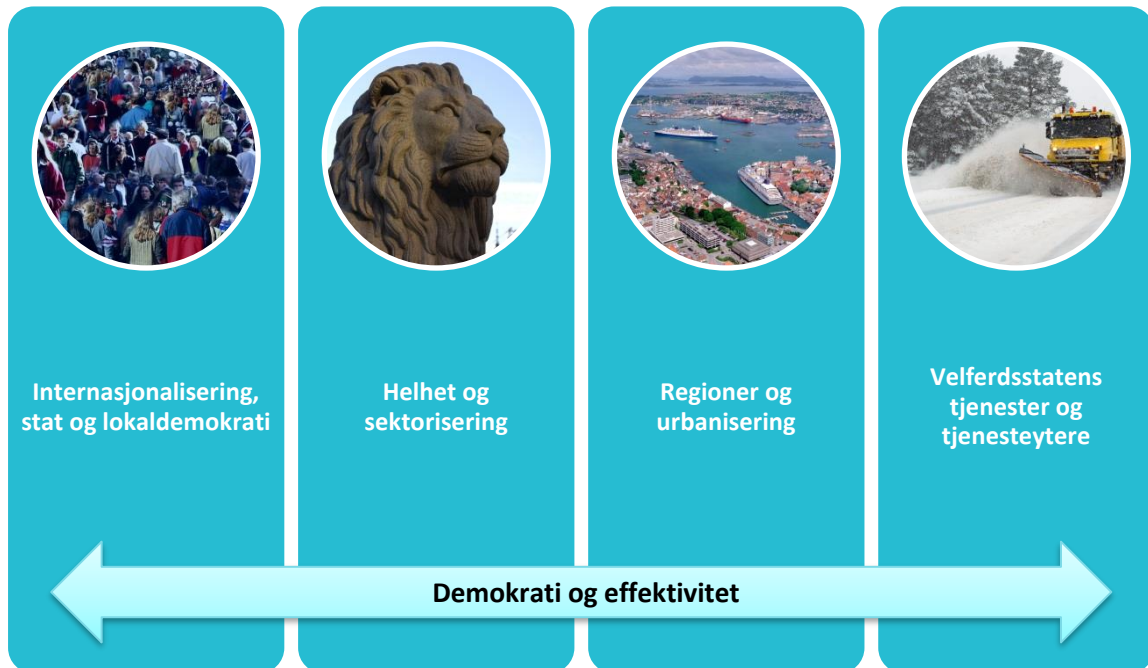 Internasjonalisering,
stat og lokaldemokrati
Helhet og
sektorisering
Regioner og
urbanisering
Velferdsstatens
tjenester og
tjenesteytere
Demokrati og effektivitet